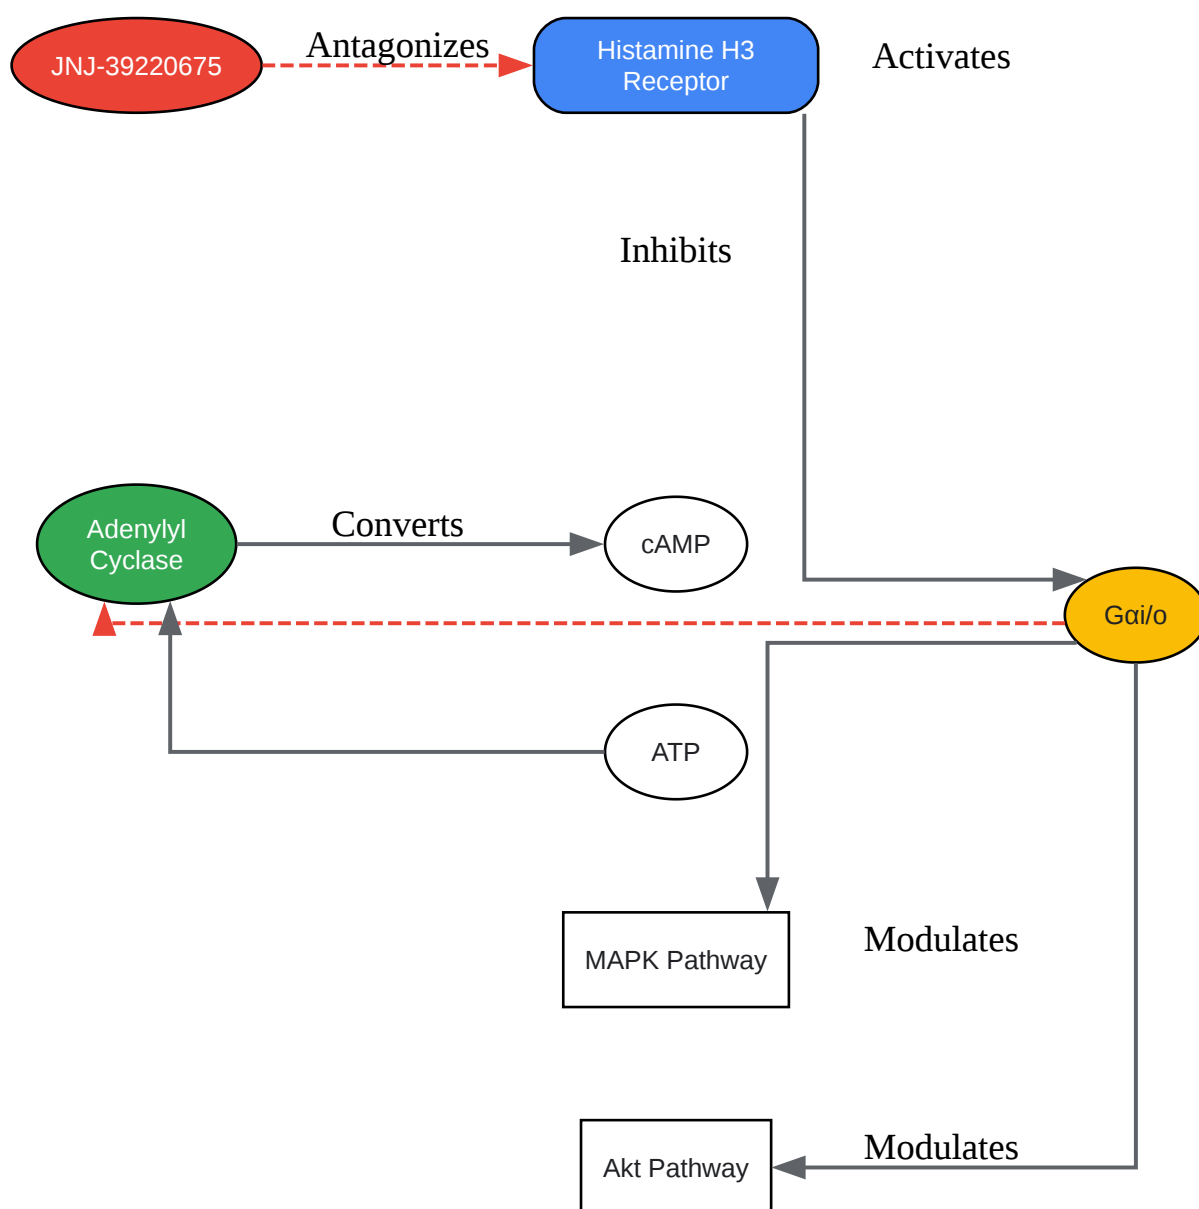 JNJ-39220675
Antagonizes
Histamine H3
Receptor
Activates
Inhibits
Adenylyl
Cyclase
Converts
cAMP
Gαi/o
ATP
MAPK Pathway
Modulates
Akt Pathway
Modulates